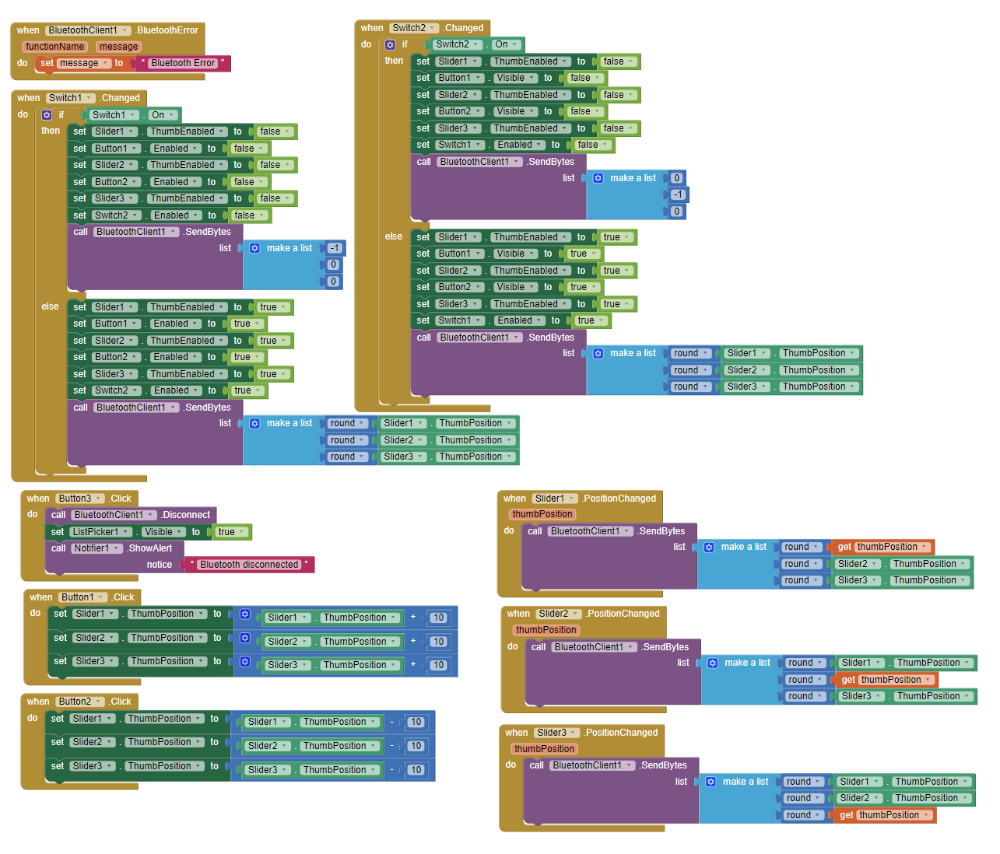 when BluetoothClient1 .BluetoothError
functionName message
do set message to " Bluetooth Error "
when Switch1 .Changed
do if Switch1 . On
then set Slider1 . ThumbEnabled to false
set Button1 . Enabled to false
set Slider2 . ThumbEnabled to false
set Button2 . Enabled to false
set Slider3 . ThumbEnabled to false
set Switch2 . Enabled to false
call BluetoothClient1 .SendBytes
list make a list -1
0
0
else set Slider1 . ThumbEnabled to true
set Button1 . Enabled to true
set Slider2 . ThumbEnabled to true
set Button2 . Enabled to true
set Slider3 . ThumbEnabled to true
set Switch2 . Enabled to true
call BluetoothClient1 .SendBytes
list make a list round Slider1 . ThumbPosition
round Slider2 . ThumbPosition
round Slider3 . ThumbPosition
when Switch2 .Changed
do if Switch2 . On
then set Slider1 . ThumbEnabled to false
set Button1 . Visible to false
set Slider2 . ThumbEnabled to false
set Button2 . Visible to false
set Slider3 . ThumbEnabled to false
set Switch1 . Enabled to false
call BluetoothClient1 .SendBytes
list make a list 0
-1
0
else set Slider1 . ThumbEnabled to true
set Button1 . Visible to true
set Slider2 . ThumbEnabled to true
set Button2 . Visible to true
set Slider3 . ThumbEnabled to true
set Switch1 . Enabled to true
call BluetoothClient1 .SendBytes
list make a list round Slider1 . ThumbPosition
round Slider2 . ThumbPosition
round Slider3 . ThumbPosition
when Button3 .Click
do call BluetoothClient1 .Disconnect
set ListPicker1 . Visible to true
call Notifier1 .ShowAlert
notice " Bluetooth disconnected "
when Button1 .Click
do set Slider1 . ThumbPosition to Slider1 . ThumbPosition + 10
set Slider2 . ThumbPosition to Slider2 . ThumbPosition + 10
set Slider3 . ThumbPosition to Slider3 . ThumbPosition + 10
when Button2 .Click
do set Slider1 . ThumbPosition to Slider1 . ThumbPosition - 10
set Slider2 . ThumbPosition to Slider2 . ThumbPosition - 10
set Slider3 . ThumbPosition to Slider3 . ThumbPosition - 10
when Slider1 .PositionChanged
thumbPosition
do call BluetoothClient1 .SendBytes
list make a list round get thumbPosition
round Slider2 . ThumbPosition
round Slider3 . ThumbPosition
when Slider2 .PositionChanged
thumbPosition
do call BluetoothClient1 .SendBytes
list make a list round Slider1 . ThumbPosition
round get thumbPosition
round Slider3 . ThumbPosition
when Slider3 .PositionChanged
thumbPosition
do call BluetoothClient1 .SendBytes
list make a list round Slider1 . ThumbPosition
round Slider2 . ThumbPosition
round get thumbPosition